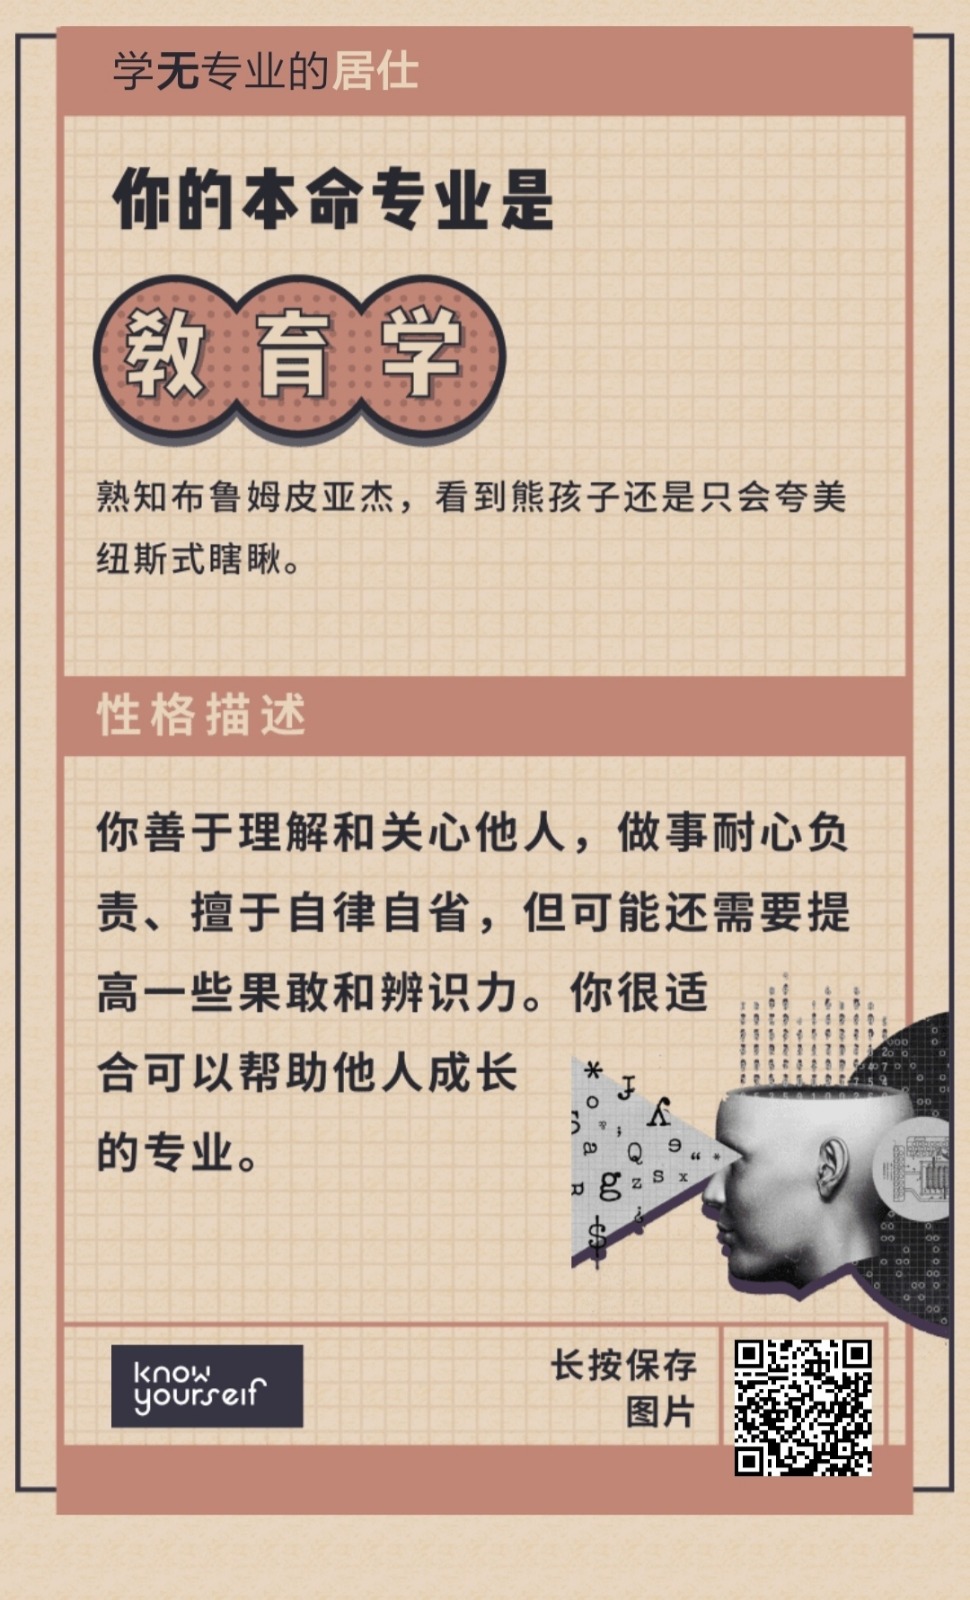 学无专业的居仕
你的本命专业是
教育学
熟知布鲁姆皮亚杰，看到熊孩子还是只会夸美
纽斯式瞎瞅。
性格描述
你善于理解和关心他人，做事耐心负
责、擅于自律自省，但可能还需要提
高一些果敢和辨识力。你很适
合可以帮助他人成长
的专业。
know
yourself
长按保存
图片